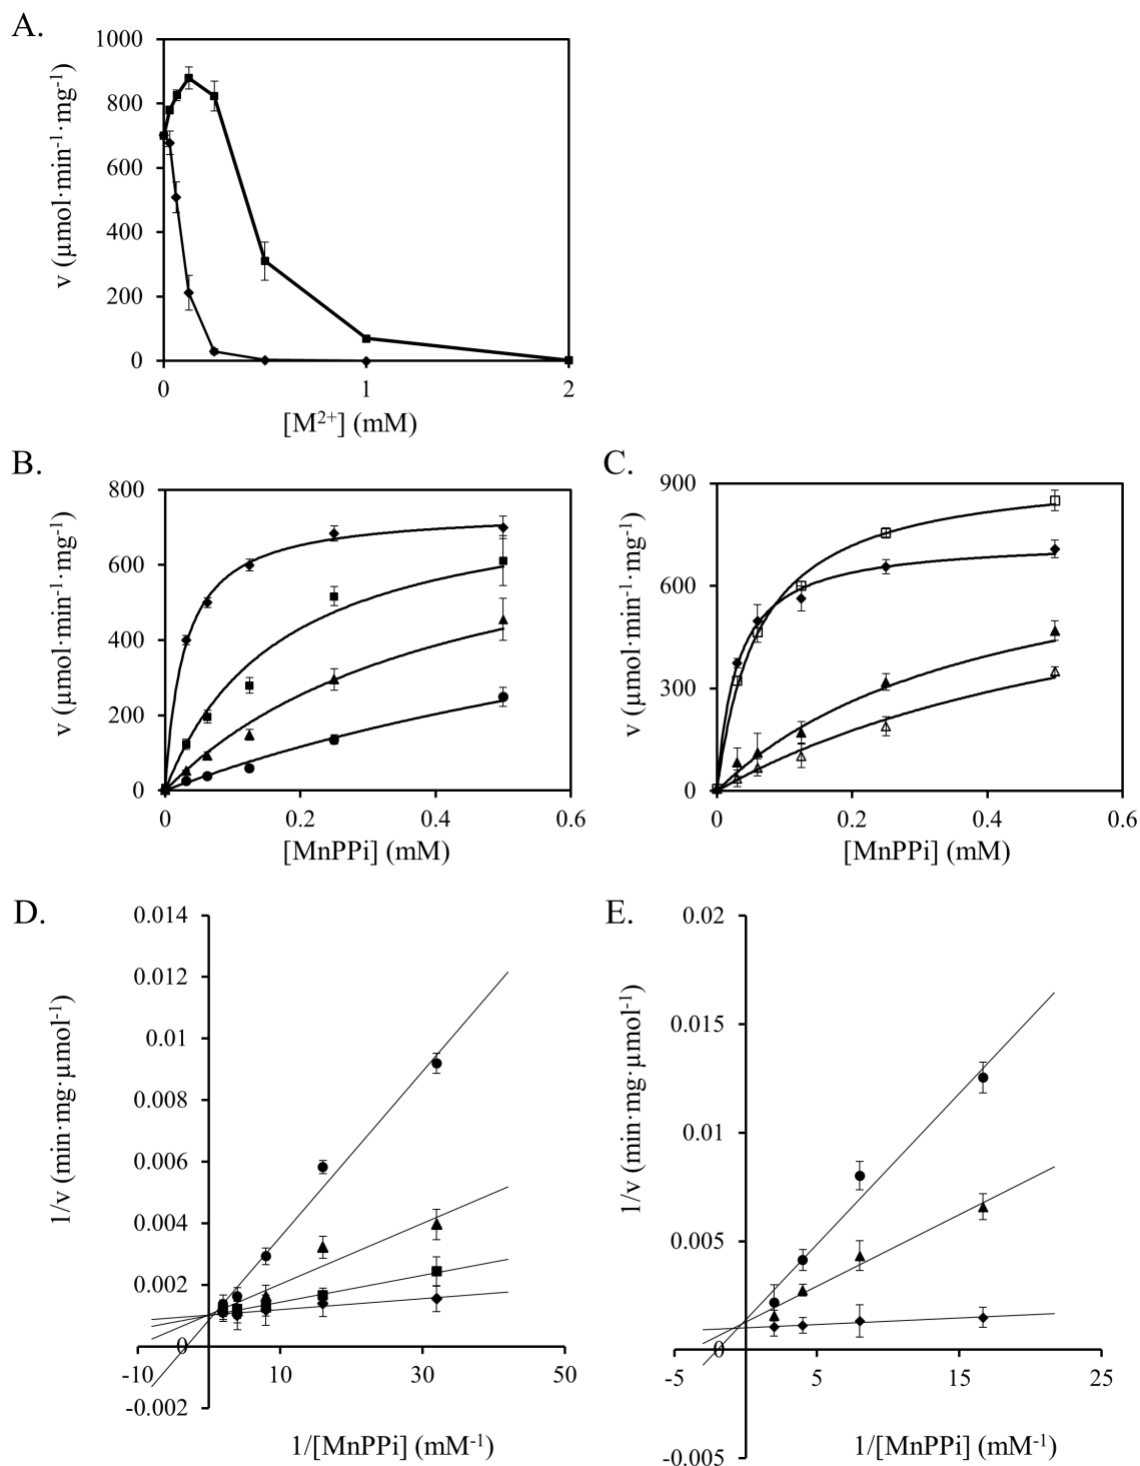 A.
1000
800
600
400
200
0
v (µmol·min⁻¹·mg⁻¹)
0 1 2
[M²⁺] (mM)
B.
800
600
400
200
0
v (µmol·min⁻¹·mg⁻¹)
0 0.2 0.4 0.6
[MnPPi] (mM)
C.
900
600
300
0
v (µmol·min⁻¹·mg⁻¹)
0 0.2 0.4 0.6
[MnPPi] (mM)
D.
0.014
0.012
0.01
0.008
0.006
0.004
0.002
0
-0.002
1/v (min·mg·µmol⁻¹)
-10 10 30 50
1/[MnPPi] (mM⁻¹)
E.
0.02
0.015
0.01
0.005
0
-0.005
1/v (min·mg·µmol⁻¹)
-5 5 15 25
1/[MnPPi] (mM⁻¹)